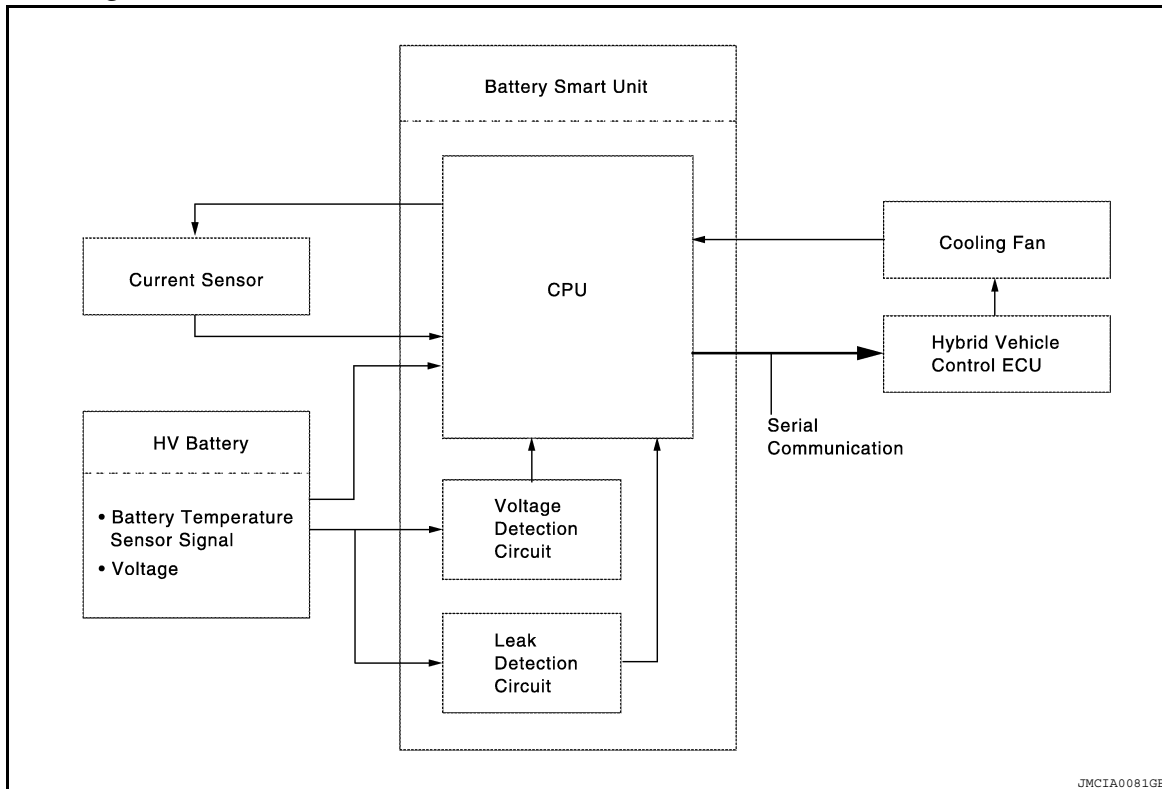 Battery Smart Unit
CPU
Current Sensor
Cooling Fan
Hybrid Vehicle
Control ECU
Serial
Communication
HV Battery
• Battery Temperature
Sensor Signal
• Voltage
Voltage
Detection
Circuit
Leak
Detection
Circuit